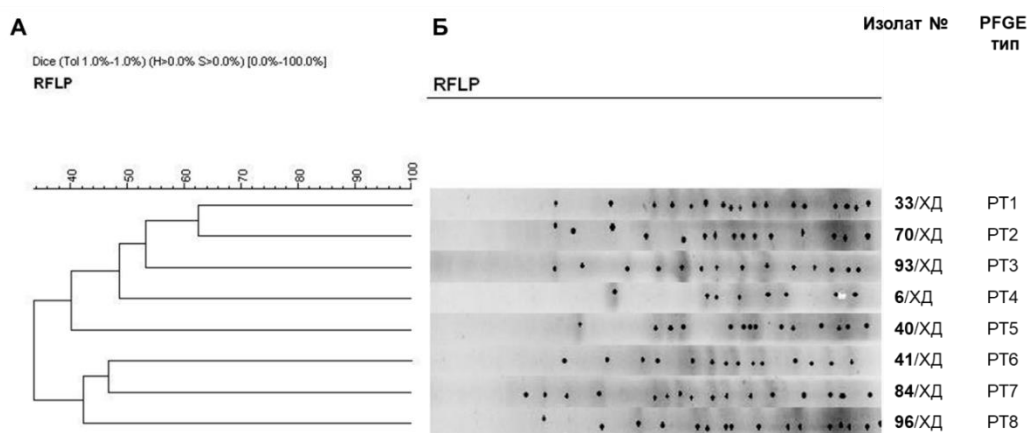 А
Б
Изолат №
PFGE тип
Dice (Tol 1.0%-1.0%) (H>0.0% S>0.0%) [0.0%-100.0%]
RFLP
RFLP
40 50 60 70 80 90 100
33/ХД PT1
70/ХД PT2
93/ХД PT3
6/ХД PT4
40/ХД PT5
41/ХД PT6
84/ХД PT7
96/ХД PT8